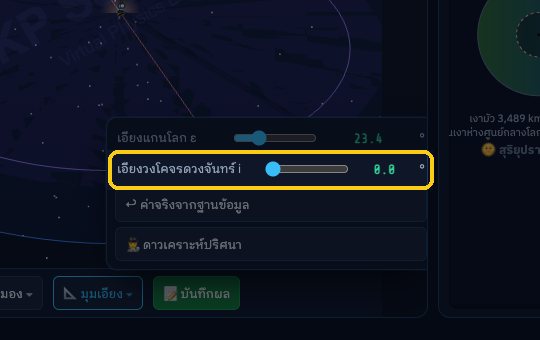 เงามัว 3,489 km
เงาห่างศูนย์กลางโลก
🌞 สุริยุปรา
เอียงแกนโลก ε 23.4 °
เอียงวงโคจรดวงจันทร์ i 0.0 °
↩ ค่าจริงจากฐานข้อมูล
🕵️ ดาวเคราะห์ปริศนา
มอง ▾
📐 มุมเอียง ▾
📝 บันทึกผล